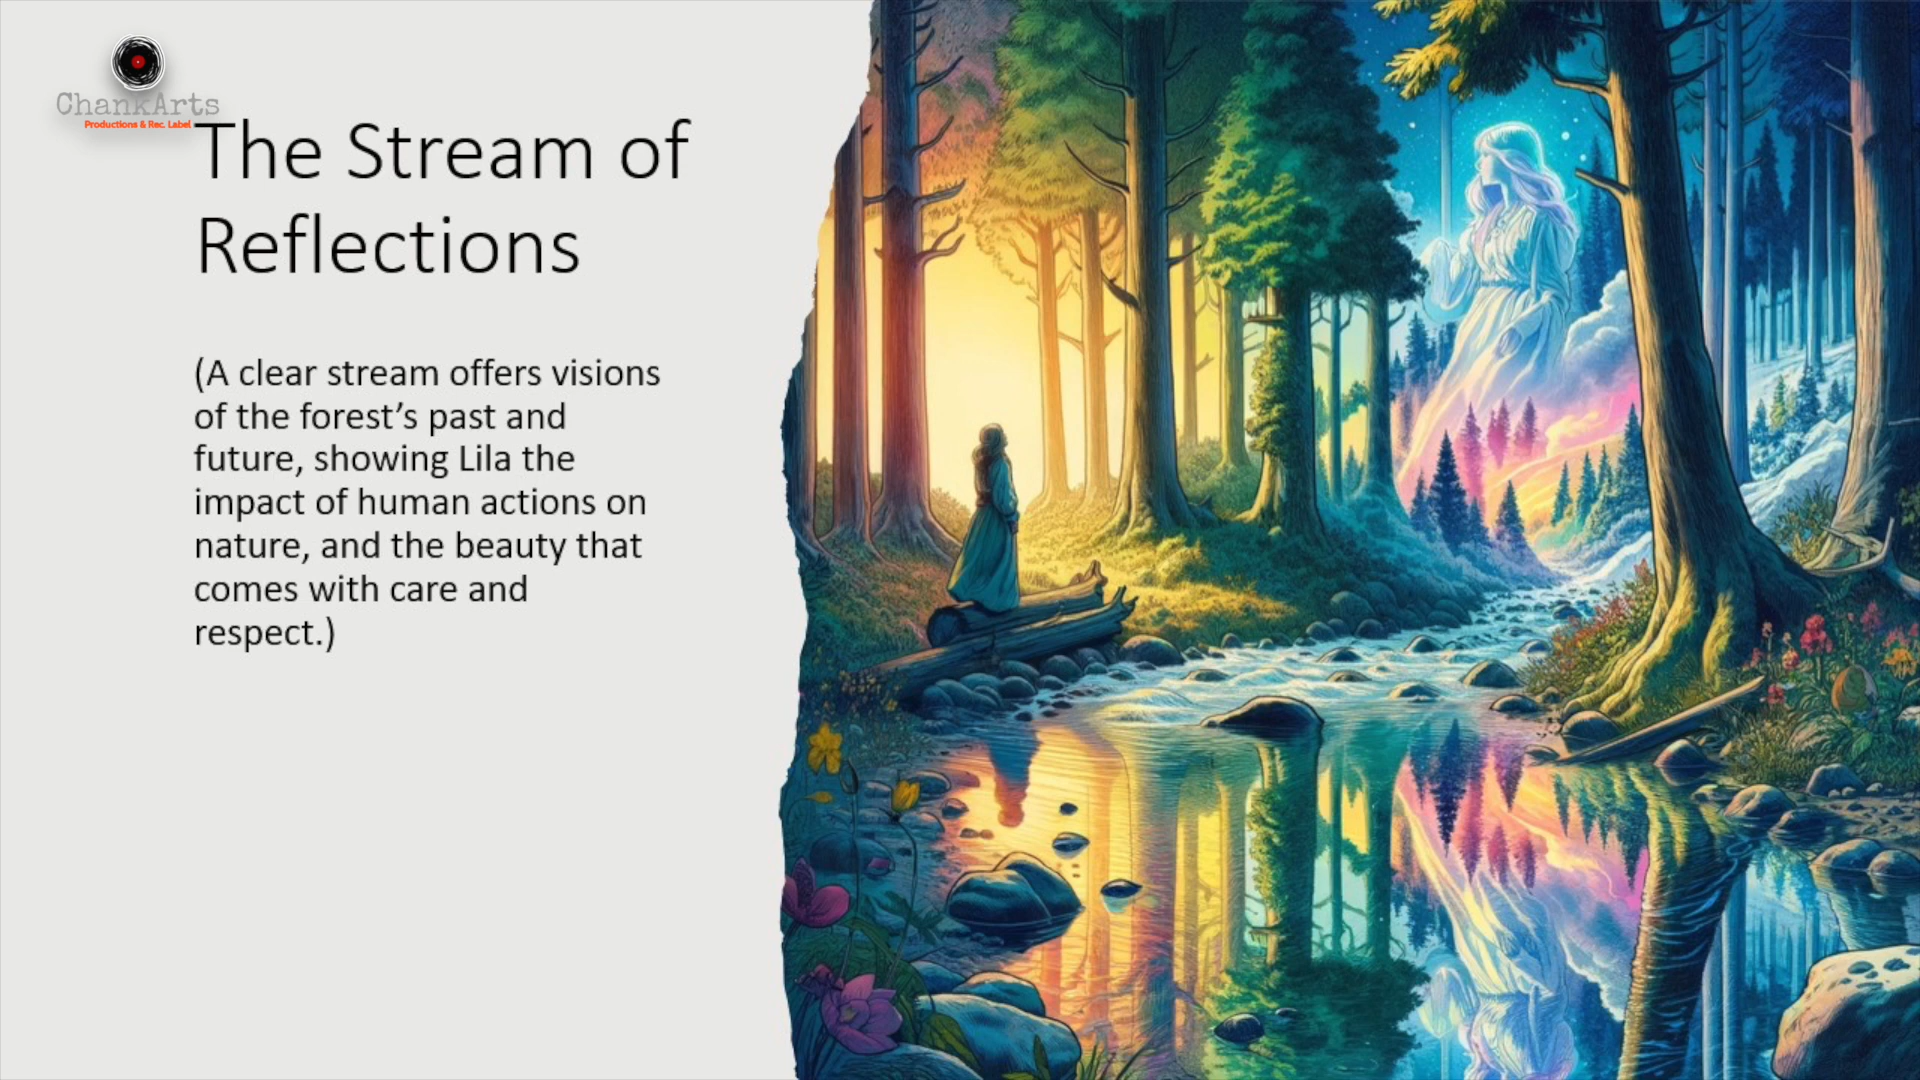 ChankArts
Productions & Rec. Label
The Stream of
Reflections
(A clear stream offers visions
of the forest’s past and
future, showing Lila the
impact of human actions on
nature, and the beauty that
comes with care and
respect.)